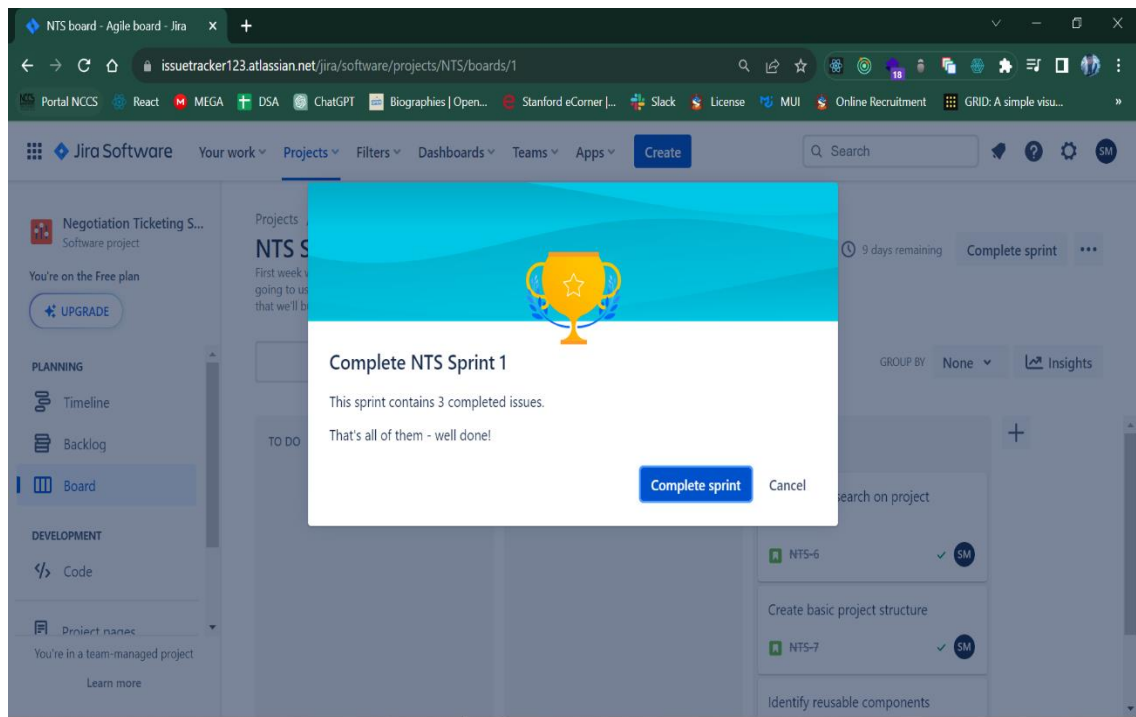 NTS board - Agile board - Jira
issuetracker123.atlassian.net/jira/software/projects/NTS/boards/1
18
Portal NCCS React MEGA DSA ChatGPT Biographies | Open... Stanford eCorner |... Slack License MUI Online Recruitment GRID: A simple visu... »
Jira Software Your work Projects Filters Dashboards Teams Apps Create Search SM
Negotiation Ticketing S...
Software project
You're on the Free plan
UPGRADE
PLANNING
Timeline
Backlog
Board
DEVELOPMENT
Code
Project pages
You're in a team-managed project
Learn more
Projects
NTS S
First week
going to us
that we'll b
9 days remaining Complete sprint
GROUP BY None Insights
TO DO
Complete NTS Sprint 1
This sprint contains 3 completed issues.
That's all of them - well done!
Complete sprint Cancel
search on project
NTS-6 SM
Create basic project structure
NTS-7 SM
Identify reusable components